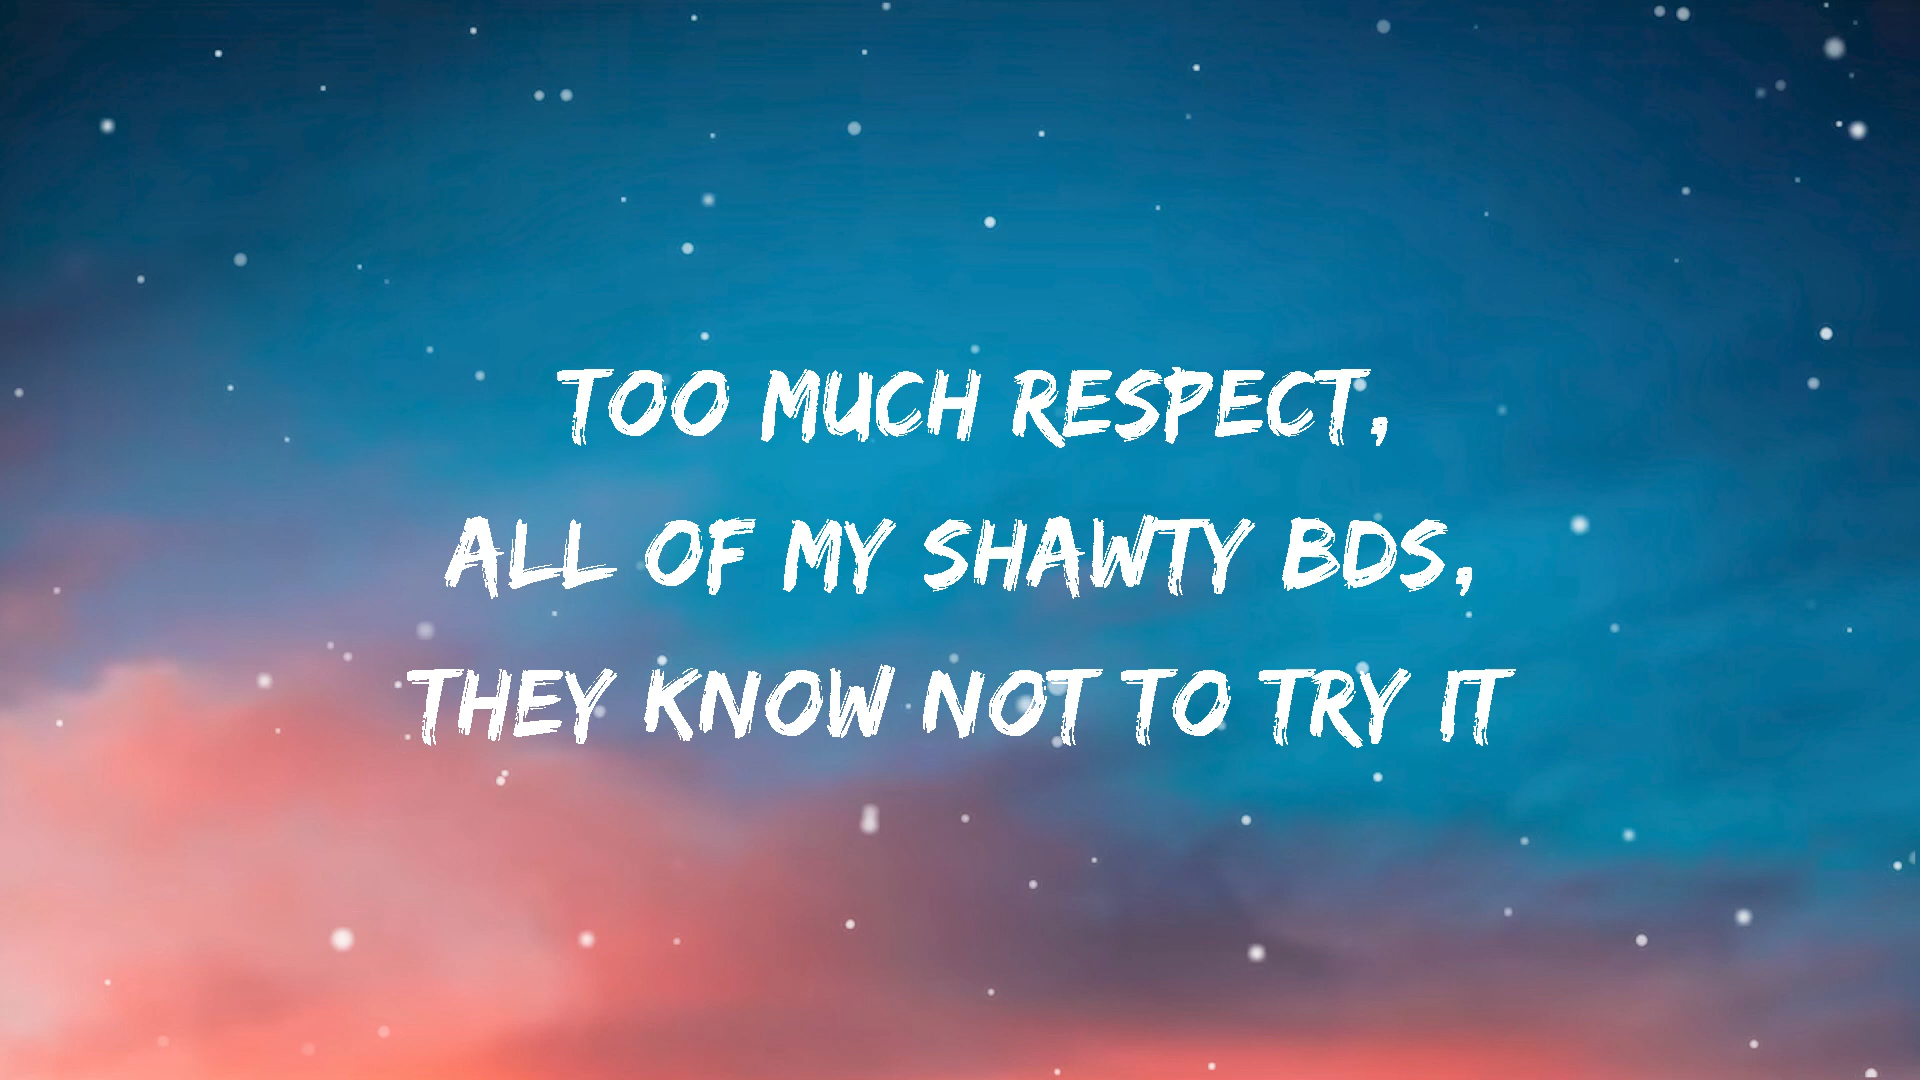 TOO MUCH RESPECT,
ALL OF MY SHAWTY BDS,
THEY KNOW NOT TO TRY IT